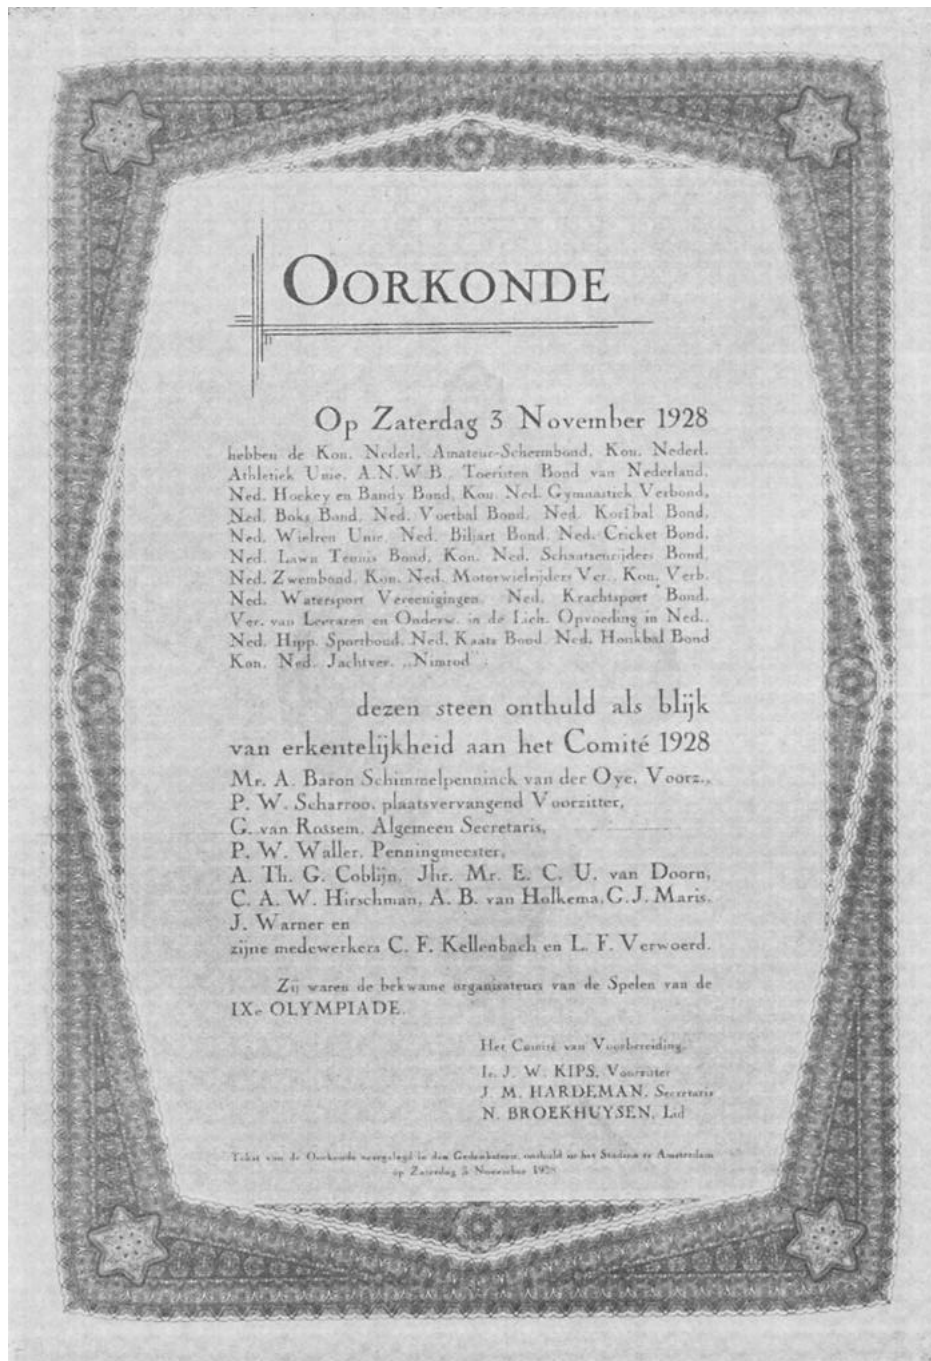 OORKONDE
Op Zaterdag 3 November 1928
hebben de Kon. Nederl. Amateur-Schermbond, Kon. Nederl.
Athletiek Unie, A.N.W.B., Toeristen Bond van Nederland,
Ned. Hockey en Bandy Bond, Kon. Ned. Gymnastiek Verbond,
Ned. Boks Bond, Ned. Voetbal Bond, Ned. Korfbal Bond,
Ned. Wielren Unie, Ned. Biljart Bond, Ned. Cricket Bond,
Ned. Lawn Tennis Bond, Kon. Ned. Schaatsenrijders Bond,
Ned. Zwembond, Kon. Ned. Motorwielrijders Ver., Kon. Verb.
Ned. Watersport Vereenigingen, Ned. Krachtsport Bond,
Ver. van Leeraren en Onderw. in de Lich. Opvoeding in Ned.,
Ned. Hipp. Sportbond, Ned. Kaats Bond, Ned. Honkbal Bond
Kon. Ned. Jachtver. „Nimrod”,
dezen steen onthuld als blijk
van erkentelijkheid aan het Comité 1928
Mr. A. Baron Schimmelpenninck van der Oye, Voorz.,
P. W. Scharroo, plaatsvervangend Voorzitter,
G. van Rossem, Algemeen Secretaris,
P. W. Waller, Penningmeester,
A. Th. G. Coblijn, Jhr. Mr. E. C. U. van Doorn,
C. A. W. Hirschman, A. B. van Holkema, G. J. Maris,
J. Warner en
zijne medewerkers C. F. Kellenbach en L. F. Verwoerd.
Zij waren de bekwame organisateurs van de Spelen van de
IXe OLYMPIADE.
Het Comité van Voorbereiding,
Ir. J. W. KIPS, Voorzitter
J. M. HARDEMAN, Secretaris
N. BROEKHUYSEN, Lid
Tekst van de Oorkonde neergelegd in den Gedenksteen, onthuld in het Stadion te Amsterdam
op Zaterdag 3 November 1928